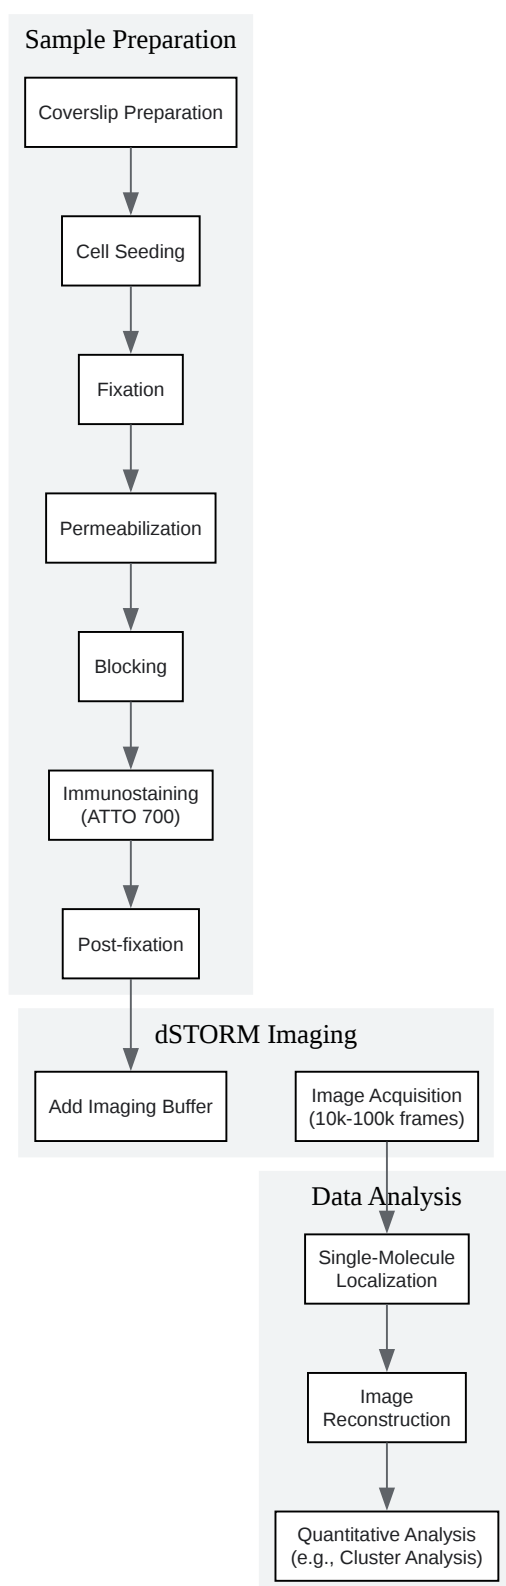 Sample Preparation
Coverslip Preparation
Cell Seeding
Fixation
Permeabilization
Blocking
Immunostaining
(ATTO 700)
Post-fixation
dSTORM Imaging
Add Imaging Buffer
Image Acquisition
(10k-100k frames)
Data Analysis
Single-Molecule
Localization
Image
Reconstruction
Quantitative Analysis
(e.g., Cluster Analysis)